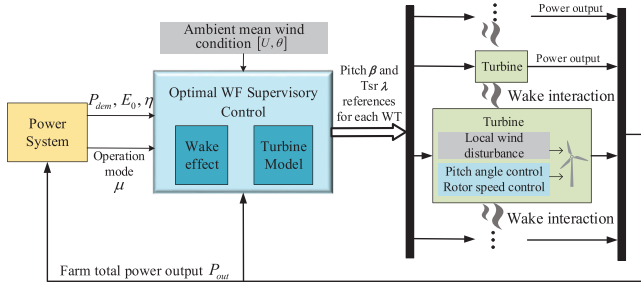 Ambient mean wind
condition [U, θ]
Power output
Power output
Turbine
Wake interaction
P_dem, E_0, η
Optimal WF Supervisory
Control
Pitch β and
Tsr λ
references
for each WT
Power
System
Operation
mode
μ
Wake
effect
Turbine
Model
Turbine
Local wind
disturbance
Pitch angle control
Rotor speed control
Wake interaction
Power output
Farm total power output P_out